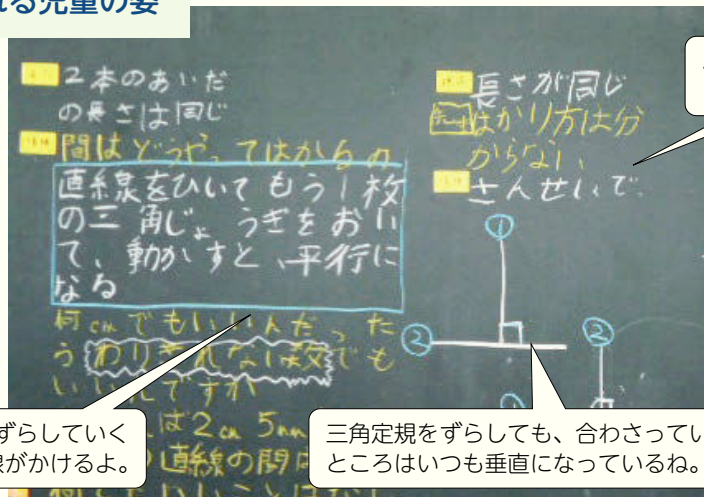 れる児童の姿
2本のあいだ
の長さは同じ
間はどうやってはかるの
直線をひいてもう1枚
の三角じょうぎをおい
て、動かすと、平行に
なる
何cmでもいいんだった
らわりきれない数でも
いいんですか
ば2cm 5mm
直線の間は
長さが同じ
はかり方は分
からない
さんせいで
①
②
②
ずらしていく
線がかけるよ。
三角定規をずらしても、合わさってい
ところはいつも垂直になっているね。